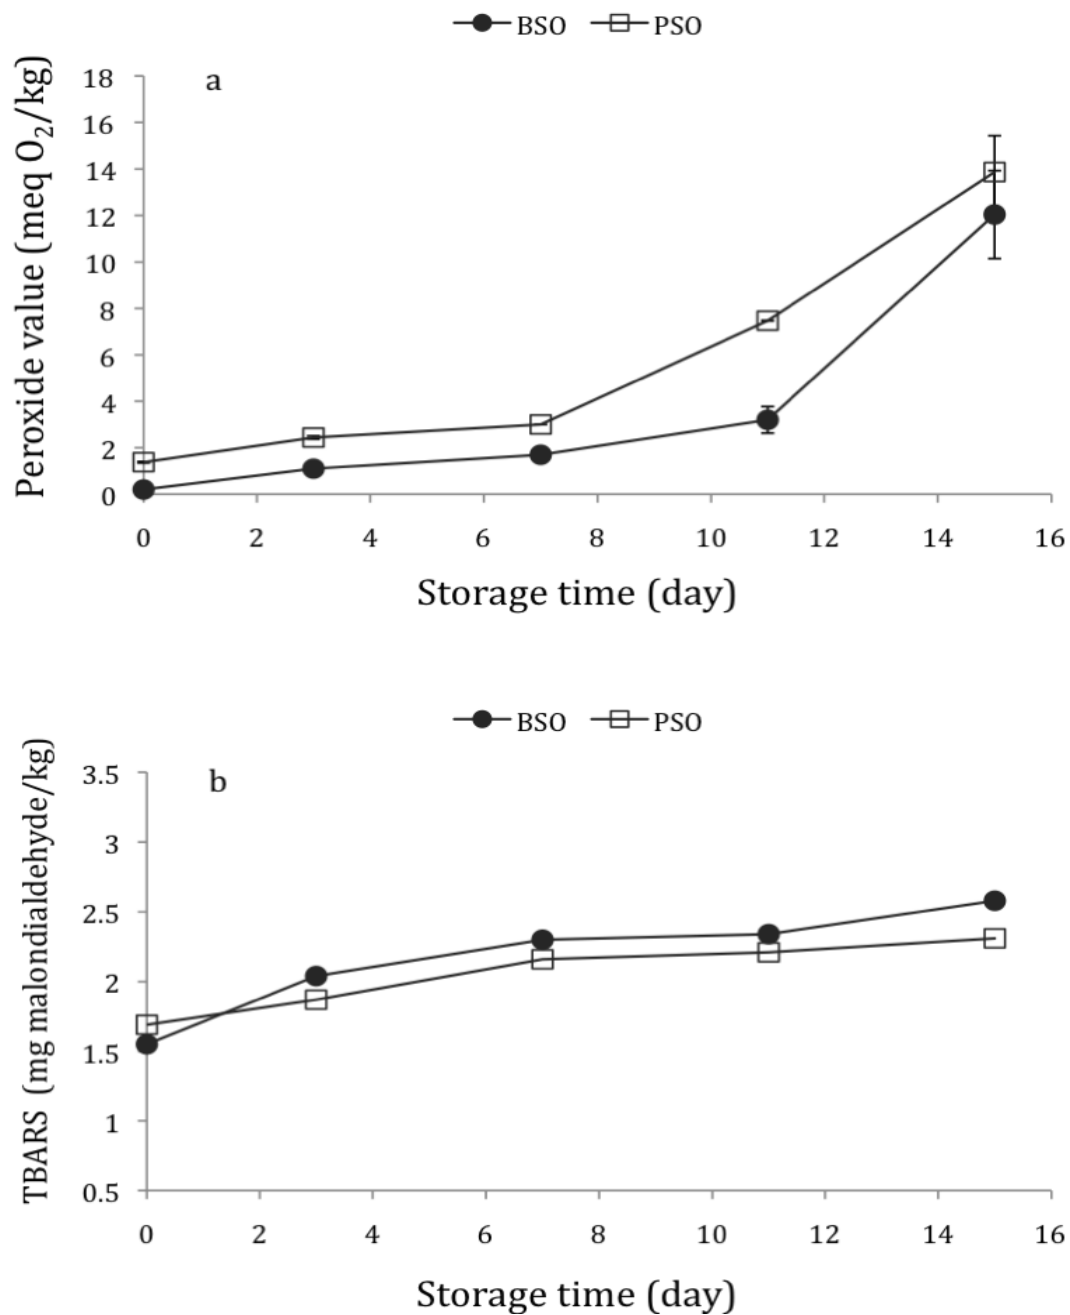 BSO PSO
a
Peroxide value (meq O₂/kg)
18
16
14
12
10
8
6
4
2
0
0 2 4 6 8 10 12 14 16
Storage time (day)
BSO PSO
b
TBARS (mg malondialdehyde/kg)
3.5
3
2.5
2
1.5
1
0.5
0 2 4 6 8 10 12 14 16
Storage time (day)